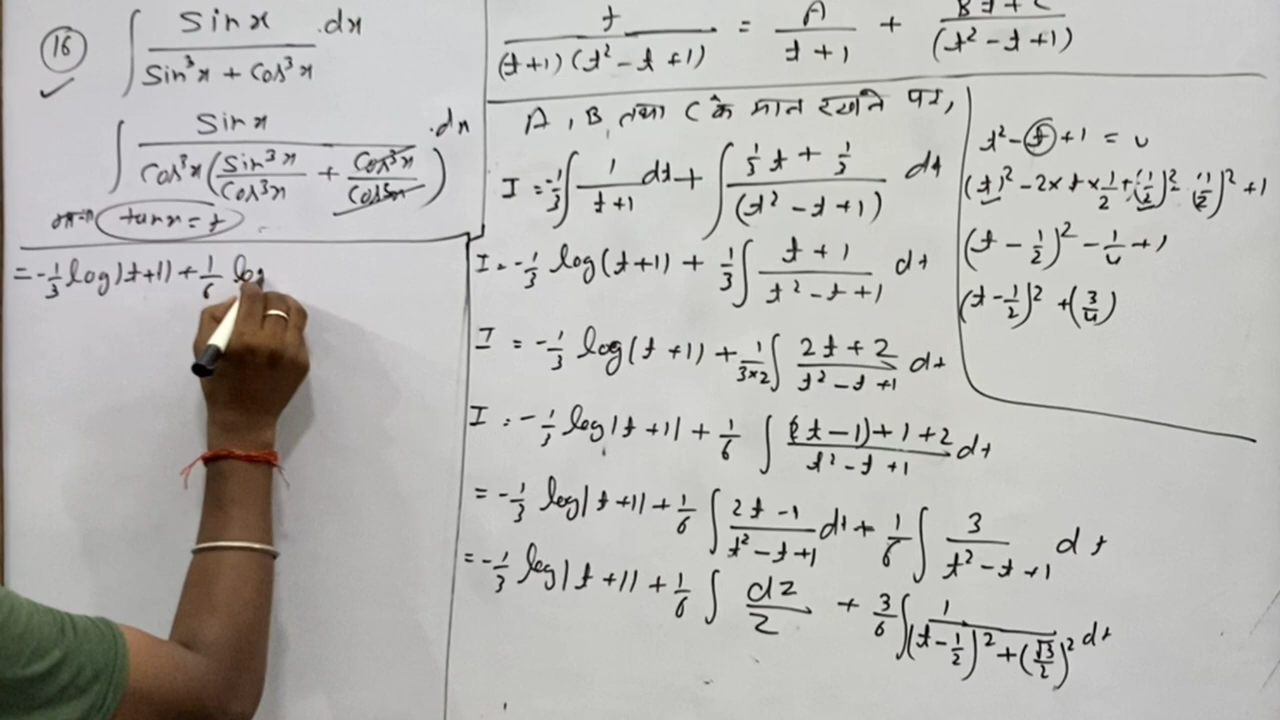 16 ∫ Sin x / (Sin³x + Cos³x) .dx
∫ Sin x / (Cos³x (Sin³x / Cos³x + Cos³x / Cos³x)) .dx
tan x = t
= -1/3 log|t+1| + 1/6 log
t / ((t+1)(t² - t + 1)) = A / (t+1) + (Bt + C) / (t² - t + 1)
A, B तथा C के मान रखने पर,
I = -1/3 ∫ 1/(t+1) dt + ∫ (1/3 t + 1/3) / (t² - t + 1) dt
I = -1/3 log(t+1) + 1/3 ∫ (t+1) / (t² - t + 1) dt
I = -1/3 log(t+1) + 1/(3×2) ∫ (2t+2) / (t² - t + 1) dt
I = -1/3 log|t+1| + 1/6 ∫ ((2t-1)+1+2) / (t² - t + 1) dt
= -1/3 log|t+1| + 1/6 ∫ (2t-1) / (t² - t + 1) dt + 1/6 ∫ 3 / (t² - t + 1) dt
= -1/3 log|t+1| + 1/6 ∫ dz/z + 3/6 ∫ 1 / ((t - 1/2)² + (√3/2)²) dt
t² - t + 1 = 0
(t)² - 2×t×1/2 + (1/2)² - (1/2)² + 1
(t - 1/2)² - 1/4 + 1
(t - 1/2)² + (3/4)